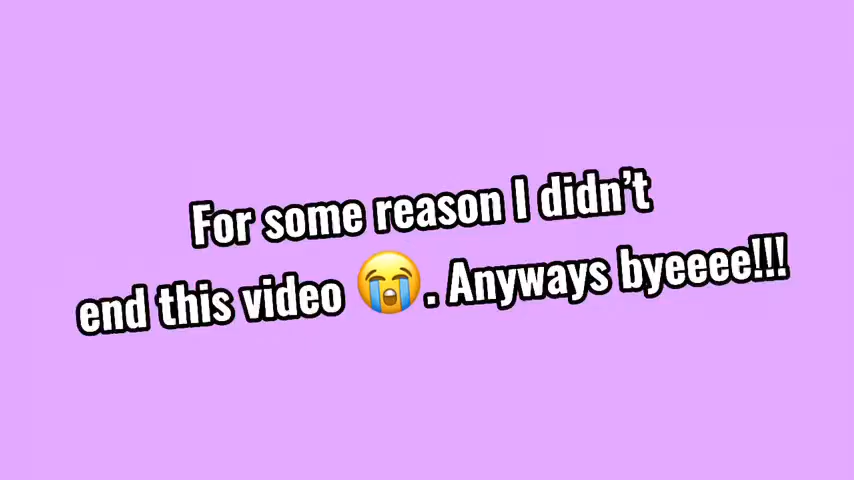 For some reason I didn’t
end this video 😭. Anyways byeeee!!!